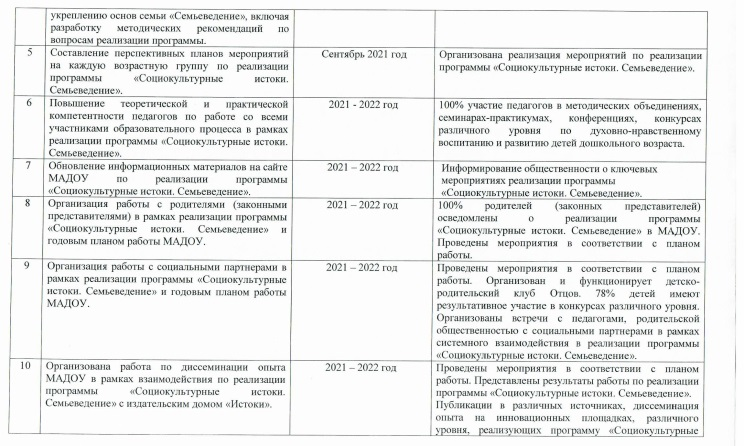 укреплению основ семьи «Семьеведение», включая
разработку методических рекомендаций по
вопросам реализации программы.
5
Составление перспективных планов мероприятий
на каждую возрастную группу по реализации
программы «Социокультурные истоки.
Семьеведение».
Сентябрь 2021 год
Организована реализация мероприятий по реализации
программы «Социокультурные истоки. Семьеведение».
6
Повышение теоретической и практической
компетентности педагогов по работе со всеми
участниками образовательного процесса в рамках
реализации программы «Социокультурные истоки.
Семьеведение».
2021 - 2022 год
100% участие педагогов в методических объединениях,
семинарах-практикумах, конференциях, конкурсах
различного уровня по духовно-нравственному
воспитанию и развитию детей дошкольного возраста.
7
Обновление информационных материалов на сайте
МАДОУ по реализации программы
«Социокультурные истоки. Семьеведение».
2021 – 2022 год
Информирование общественности о ключевых
мероприятиях реализации программы
«Социокультурные истоки. Семьеведение».
8
Организация работы с родителями (законными
представителями) в рамках реализации программы
«Социокультурные истоки. Семьеведение» и
годовым планом работы МАДОУ.
2021 – 2022 год
100% родителей (законных представителей)
осведомлены о реализации программы
«Социокультурные истоки. Семьеведение» в МАДОУ.
Проведены мероприятия в соответствии с планом
работы.
9
Организация работы с социальными партнерами в
рамках реализации программы «Социокультурные
истоки. Семьеведение» и годовым планом работы
МАДОУ.
2021 – 2022 год
Проведены мероприятия в соответствии с планом
работы. Организован и функционирует детско-
родительский клуб Отцов. 78% детей имеют
результативное участие в конкурсах различного уровня.
Организованы встречи с педагогами, родительской
общественностью с социальными партнерами в рамках
системного взаимодействия в реализации программы
«Социокультурные истоки. Семьеведение».
10
Организована работа по диссеминации опыта
МАДОУ в рамках взаимодействия по реализации
программы «Социокультурные истоки.
Семьеведение» с издательским домом «Истоки».
2021 – 2022 год
Проведены мероприятия в соответствии с планом
работы. Представлены результаты работы по реализации
программы «Социокультурные истоки. Семьеведение».
Публикации в различных источниках, диссеминация
опыта на инновационных площадках, различного
уровня, реализующих программу «Социокультурные